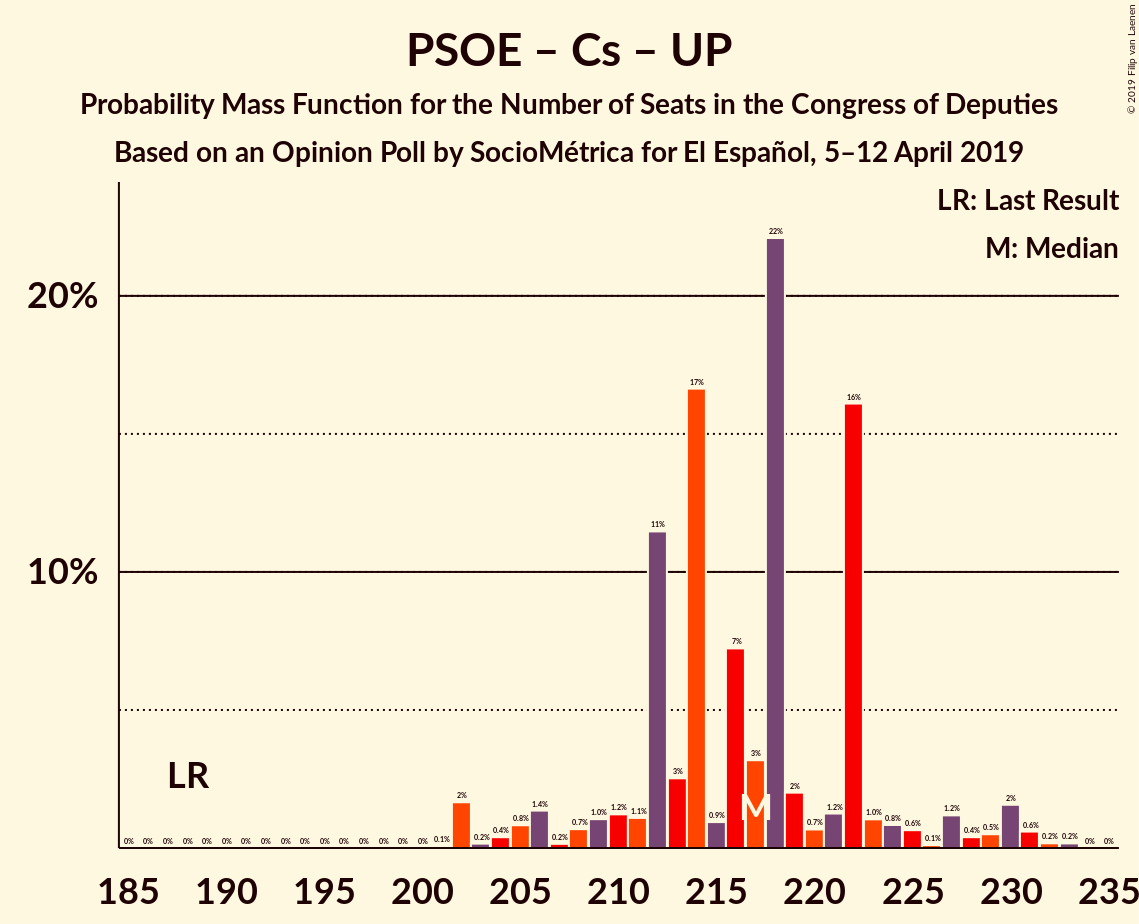 © 2019 Filip van Laenen
PSOE – Cs – UP
Probability Mass Function for the Number of Seats in the Congress of Deputies
Based on an Opinion Poll by SocioMétrica for El Español, 5–12 April 2019
LR: Last Result
M: Median
20%
10%
LR
M
0% 0% 0% 0% 0% 0% 0% 0% 0% 0% 0% 0% 0% 0% 0% 0% 0.1% 2% 0.2% 0.4% 0.8% 1.4% 0.2% 0.7% 1.0% 1.2% 1.1% 11% 3% 17% 0.9% 7% 3% 22% 2% 0.7% 1.2% 16% 1.0% 0.8% 0.6% 0.1% 1.2% 0.4% 0.5% 2% 0.6% 0.2% 0.2% 0% 0%
185 190 195 200 205 210 215 220 225 230 235